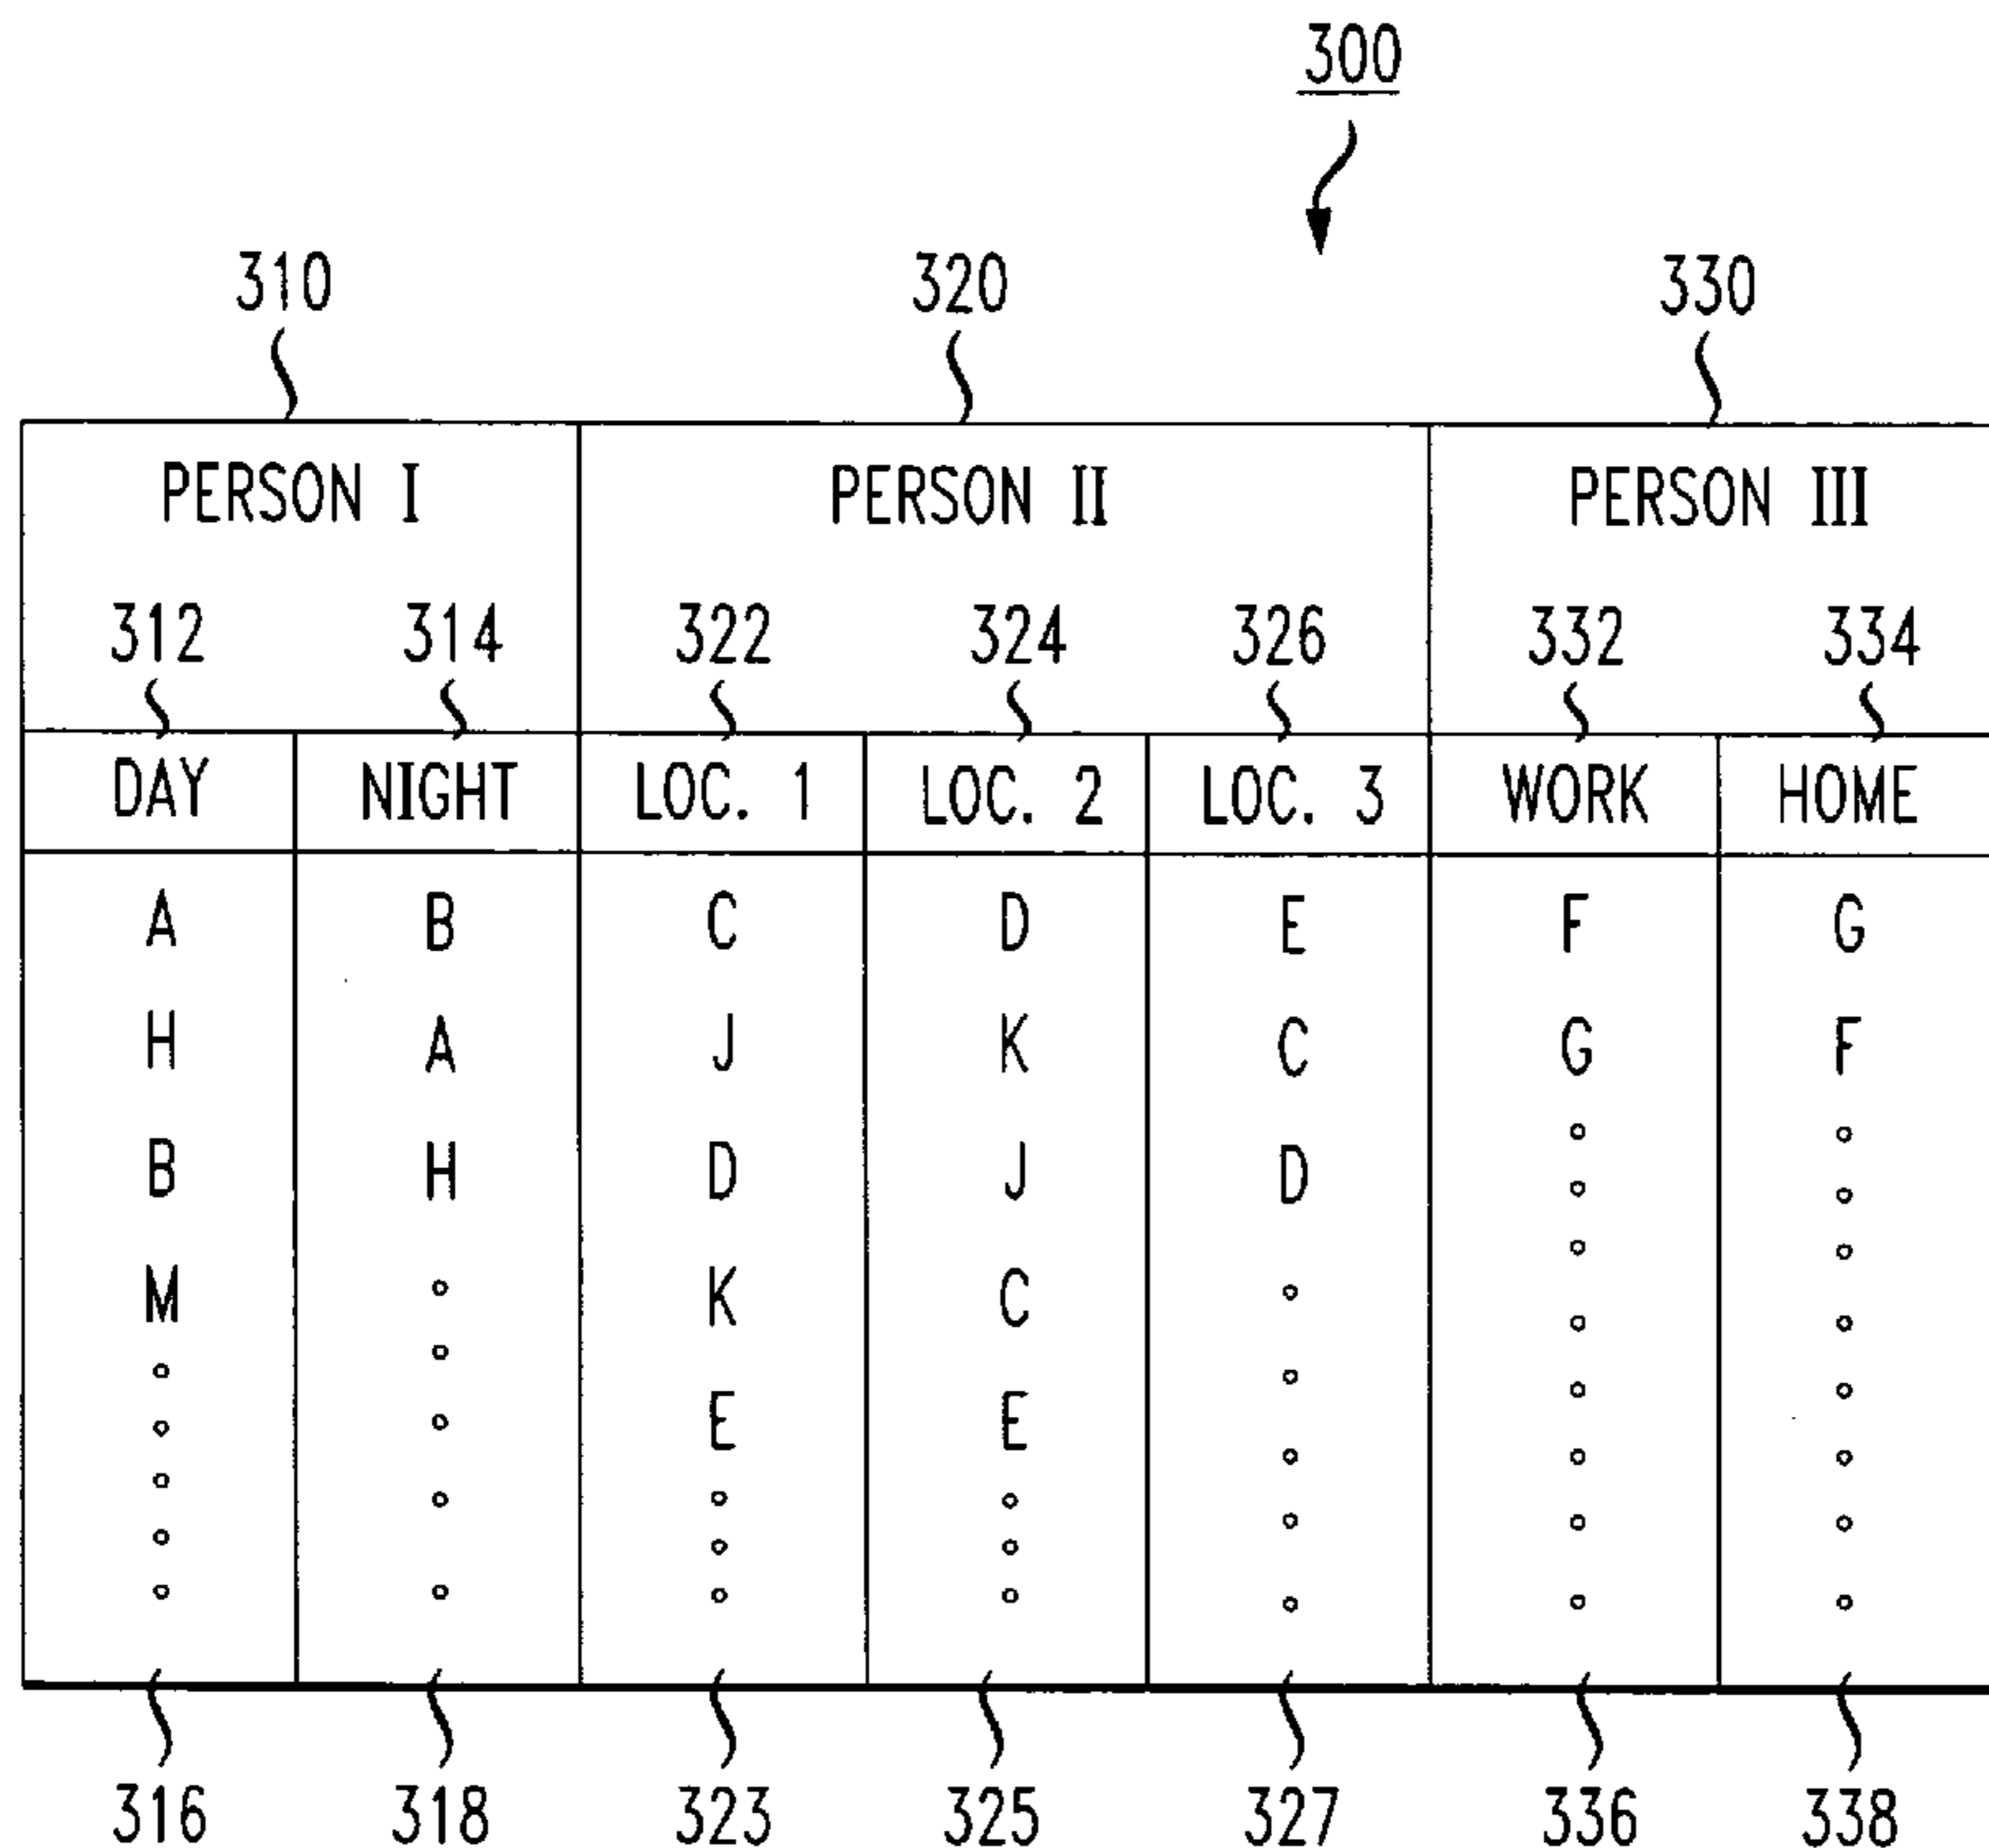 300
310 320 330
PERSON I PERSON II PERSON III
312 314 322 324 326 332 334
DAY NIGHT LOC. 1 LOC. 2 LOC. 3 WORK HOME
A B C D E F G
H A J K C G F
B H D J D
M K C
E E
316 318 323 325 327 336 338